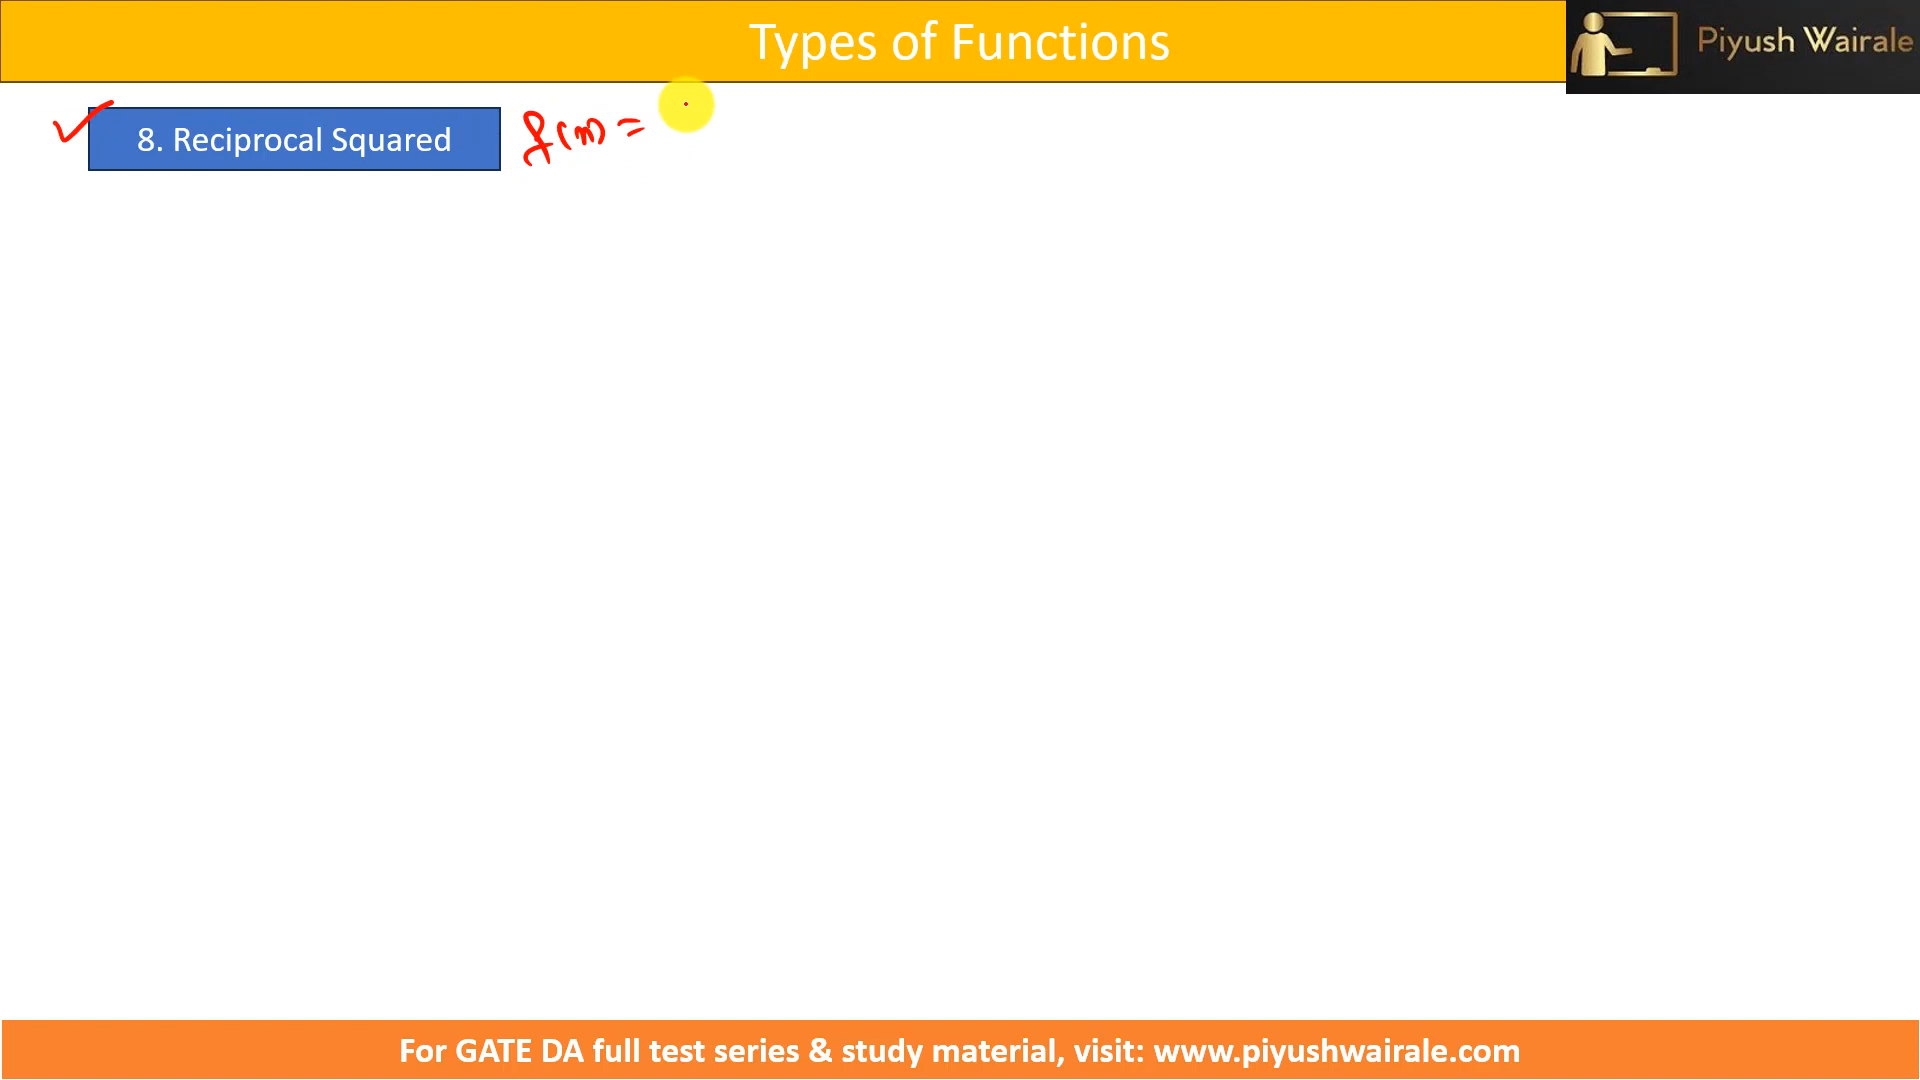 Types of Functions
Piyush Wairale
8. Reciprocal Squared
f(x) =
For GATE DA full test series & study material, visit: www.piyushwairale.com